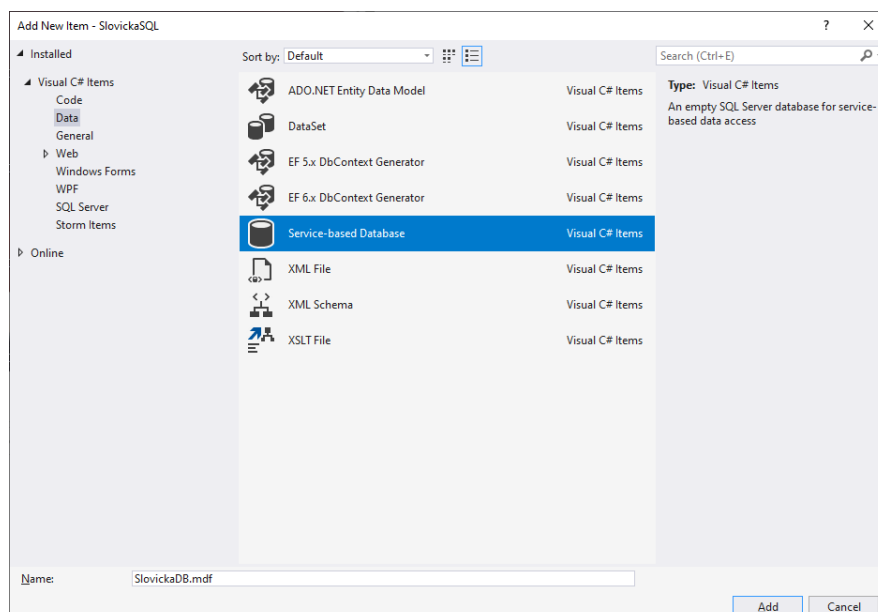 Add New Item - SlovickaSQL
?
Installed
Sort by: Default
Search (Ctrl+E)
Visual C# Items
Code
Data
General
Web
Windows Forms
WPF
SQL Server
Storm Items
Online
ADO.NET Entity Data Model Visual C# Items
DataSet Visual C# Items
EF 5.x DbContext Generator Visual C# Items
EF 6.x DbContext Generator Visual C# Items
Service-based Database Visual C# Items
XML File Visual C# Items
XML Schema Visual C# Items
XSLT File Visual C# Items
Type: Visual C# Items
An empty SQL Server database for service-
based data access
Name: SlovickaDB.mdf
Add Cancel